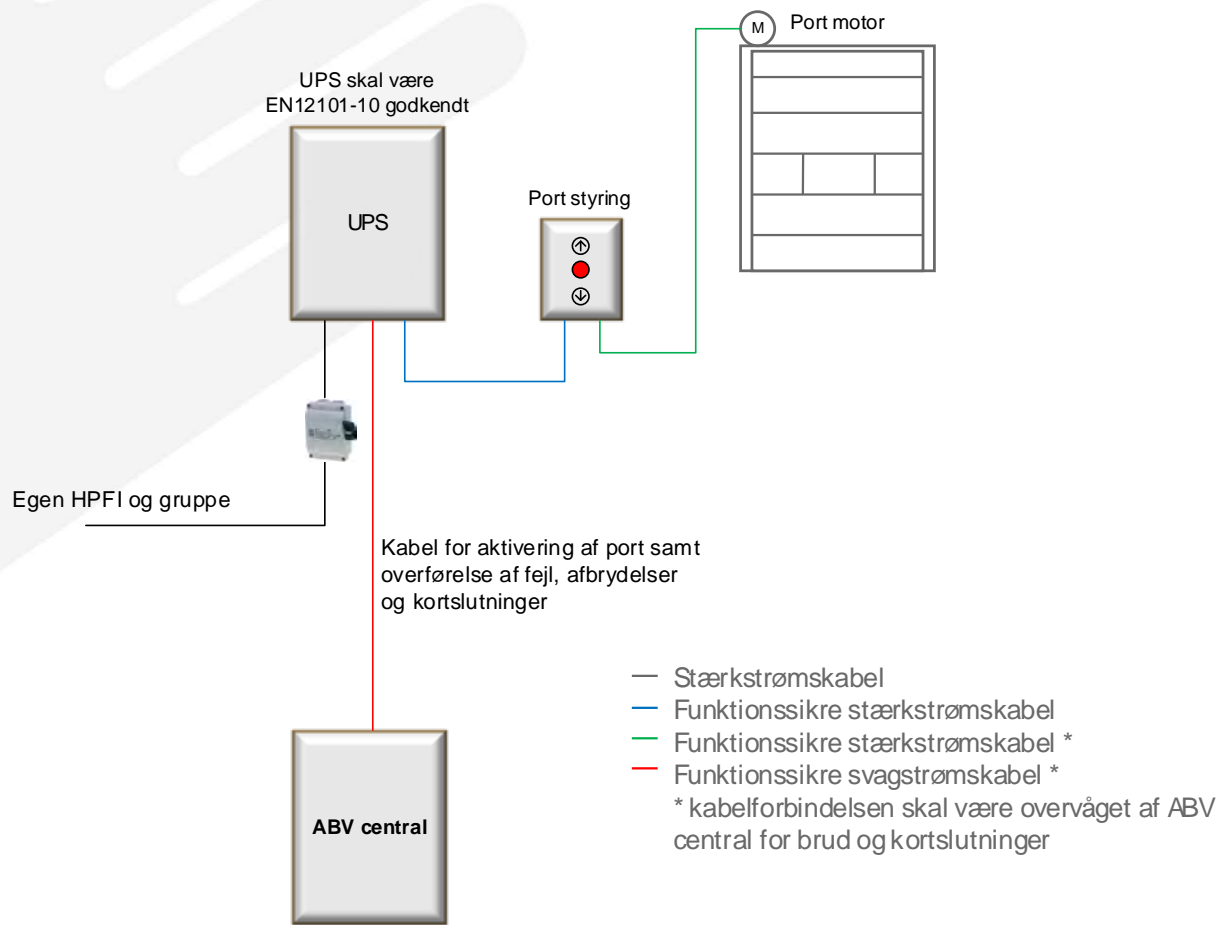 M
Port motor
UPS skal være
EN12101-10 godkendt
UPS
Port styring
Egen HPFI og gruppe
Kabel for aktivering af port samt
overførelse af fejl, afbrydelser
og kortslutninger
ABV central
Stærkstrømskabel
Funktionssikre stærkstrømskabel
Funktionssikre stærkstrømskabel *
Funktionssikre svagstrømskabel *
* kabelforbindelsen skal være overvåget af ABV
central for brud og kortslutninger